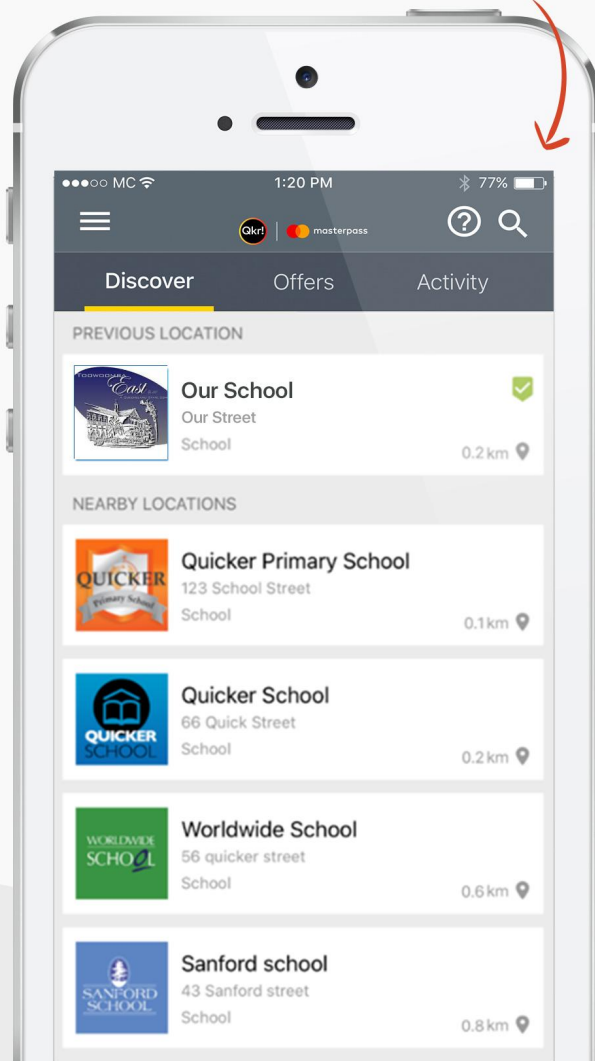 MC
1:20 PM
77%
Qkr!
masterpass
Discover
Offers
Activity
PREVIOUS LOCATION
TOOWOOMBA
East
Our School
Our Street
School
0.2 km
NEARBY LOCATIONS
QUICKER
Primary School
Quicker Primary School
123 School Street
School
0.1 km
QUICKER
SCHOOL
Quicker School
66 Quick Street
School
0.2 km
WORLDWIDE
SCHOOL
Worldwide School
56 quicker street
School
0.6 km
SANFORD
SCHOOL
Sanford school
43 Sanford street
School
0.8 km